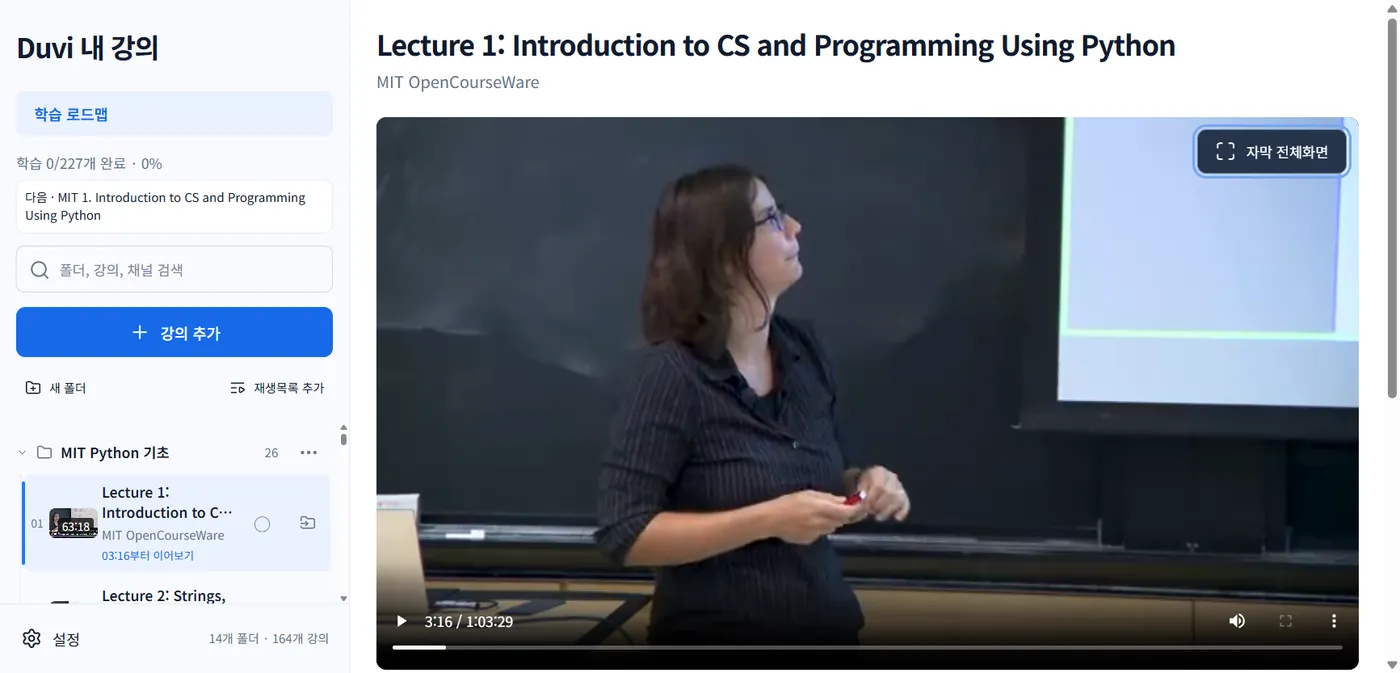 Duvi 내 강의
학습 로드맵
학습 0/227개 완료 · 0%
다음 · MIT 1. Introduction to CS and Programming
Using Python
폴더, 강의, 채널 검색
강의 추가
새 폴더
재생목록 추가
MIT Python 기초
26
01
63:18
Lecture 1:
Introduction to C…
MIT OpenCourseWare
03:16부터 이어보기
Lecture 2: Strings,
설정
14개 폴더 · 164개 강의
Lecture 1: Introduction to CS and Programming Using Python
MIT OpenCourseWare
자막 전체화면
3:16 / 1:03:29